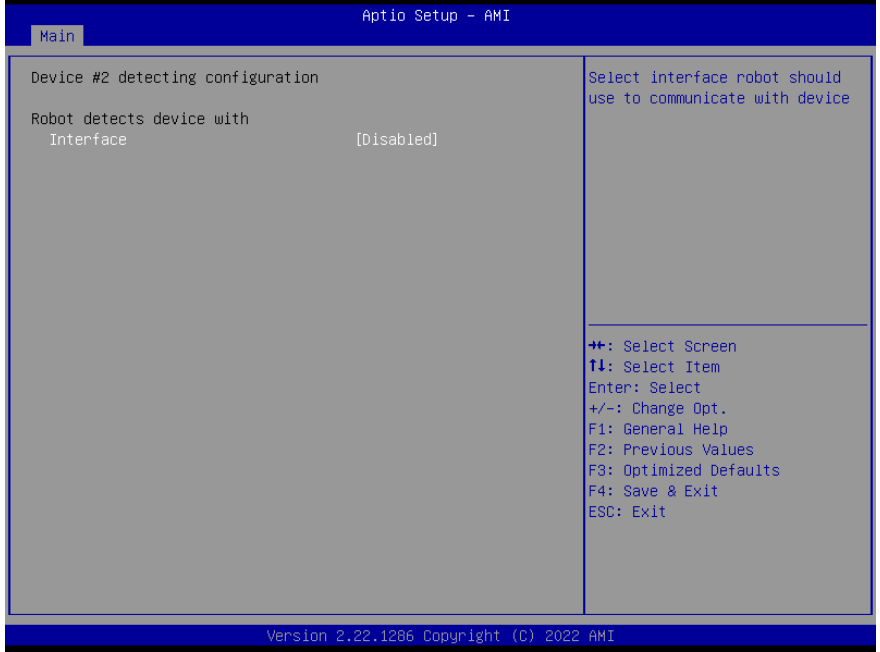 Aptio Setup - AMI
Main
Device #2 detecting configuration
Robot detects device with
Interface [Disabled]
Select interface robot should
use to communicate with device
→←: Select Screen
↑↓: Select Item
Enter: Select
+/-: Change Opt.
F1: General Help
F2: Previous Values
F3: Optimized Defaults
F4: Save & Exit
ESC: Exit
Version 2.22.1286 Copyright (C) 2022 AMI